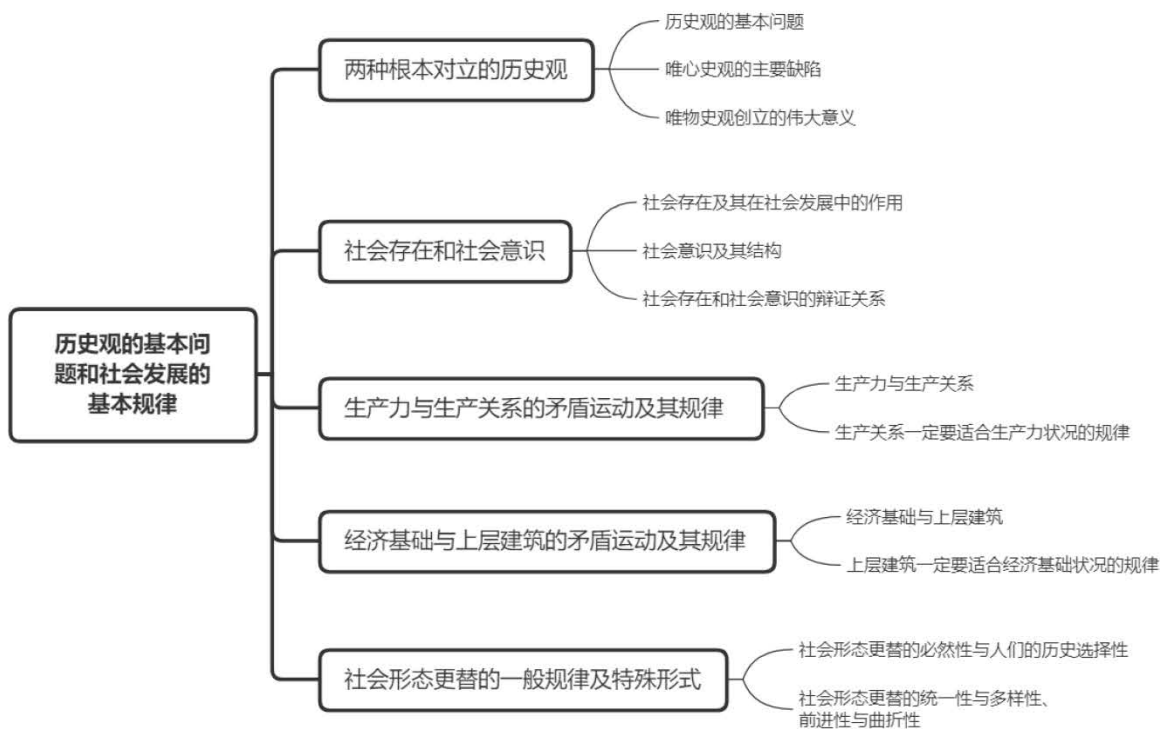 历史观的基本问
题和社会发展的
基本规律
两种根本对立的历史观
历史观的基本问题
唯心史观的主要缺陷
唯物史观创立的伟大意义
社会存在和社会意识
社会存在及其在社会发展中的作用
社会意识及其结构
社会存在和社会意识的辩证关系
生产力与生产关系的矛盾运动及其规律
生产力与生产关系
生产关系一定要适合生产力状况的规律
经济基础与上层建筑的矛盾运动及其规律
经济基础与上层建筑
上层建筑一定要适合经济基础状况的规律
社会形态更替的一般规律及特殊形式
社会形态更替的必然性与人们的历史选择性
社会形态更替的统一性与多样性、
前进性与曲折性